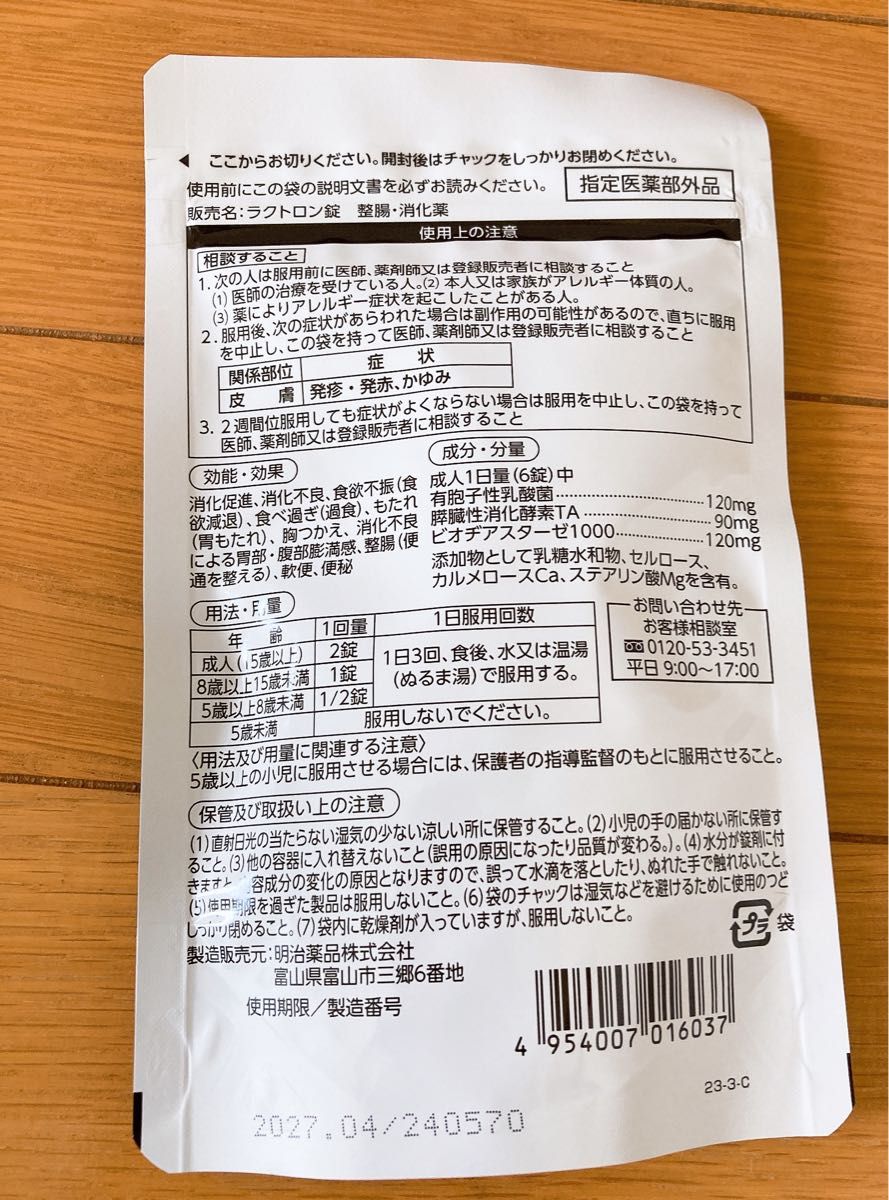 ◀ ここからお切りください。開封後はチャックをしっかりお閉めください。
使用前にこの袋の説明文書を必ずお読みください。
指定医薬部外品
販売名:ラクトロン錠 整腸・消化薬
使用上の注意
相談すること
1. 次の人は服用前に医師、薬剤師又は登録販売者に相談すること
(1) 医師の治療を受けている人。(2) 本人又は家族がアレルギー体質の人。
(3) 薬によりアレルギー症状を起こしたことがある人。
2. 服用後、次の症状があらわれた場合は副作用の可能性があるので、直ちに服用
を中止し、この袋を持って医師、薬剤師又は登録販売者に相談すること
関係部位 症状
皮膚 発疹・発赤、かゆみ
3. 2週間位服用しても症状がよくならない場合は服用を中止し、この袋を持って
医師、薬剤師又は登録販売者に相談すること
効能・効果
消化促進、消化不良、食欲不振(食
欲減退)、食べ過ぎ(過食)、もたれ
(胃もたれ)、胸つかえ、消化不良
による胃部・腹部膨満感、整腸(便
通を整える)、軟便、便秘
成分・分量
成人1日量(6錠)中
有胞子性乳酸菌 120mg
膵臓性消化酵素TA 90mg
ビオヂアスターゼ1000 120mg
添加物として乳糖水和物、セルロース、
カルメロースCa、ステアリン酸Mgを含有。
用法・用量
年齢 1回量 1日服用回数
成人(15歳以上) 2錠
8歳以上15歳未満 1錠
5歳以上8歳未満 1/2錠
1日3回、食後、水又は温湯
(ぬるま湯)で服用する。
5歳未満 服用しないでください。
お問い合わせ先
お客様相談室
0120-53-3451
平日 9:00〜17:00
〈用法及び用量に関連する注意〉
5歳以上の小児に服用させる場合には、保護者の指導監督のもとに服用させること。
保管及び取扱い上の注意
(1)直射日光の当たらない湿気の少ない涼しい所に保管すること。(2)小児の手の届かない所に保管す
ること。(3)他の容器に入れ替えないこと(誤用の原因になったり品質が変わる。)。(4)水分が錠剤に付
きますと、容成分の変化の原因となりますので、誤って水滴を落としたり、ぬれた手で触れないこと。
(5)使用期限を過ぎた製品は服用しないこと。(6)袋のチャックは湿気などを避けるために使用のつど
しっかり閉めること。(7)袋内に乾燥剤が入っていますが、服用しないこと。
プラ 袋
製造販売元:明治薬品株式会社
富山県富山市三郷6番地
使用期限/製造番号
4 954007 016037
23-3-C
2027.04/240570